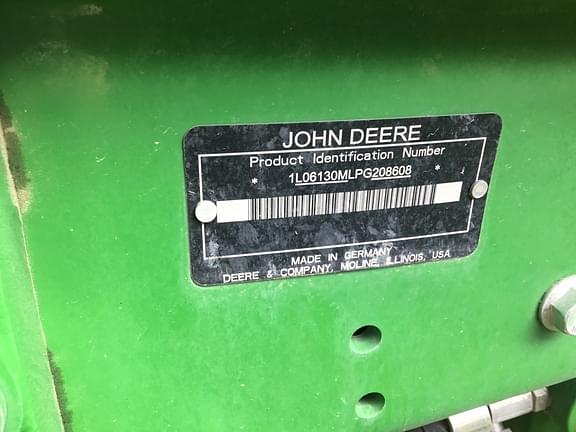 JOHN DEERE
Product Identification Number
* 1L06130MLPG208608 *
MADE IN GERMANY
DEERE & COMPANY, MOLINE, ILLINOIS, USA